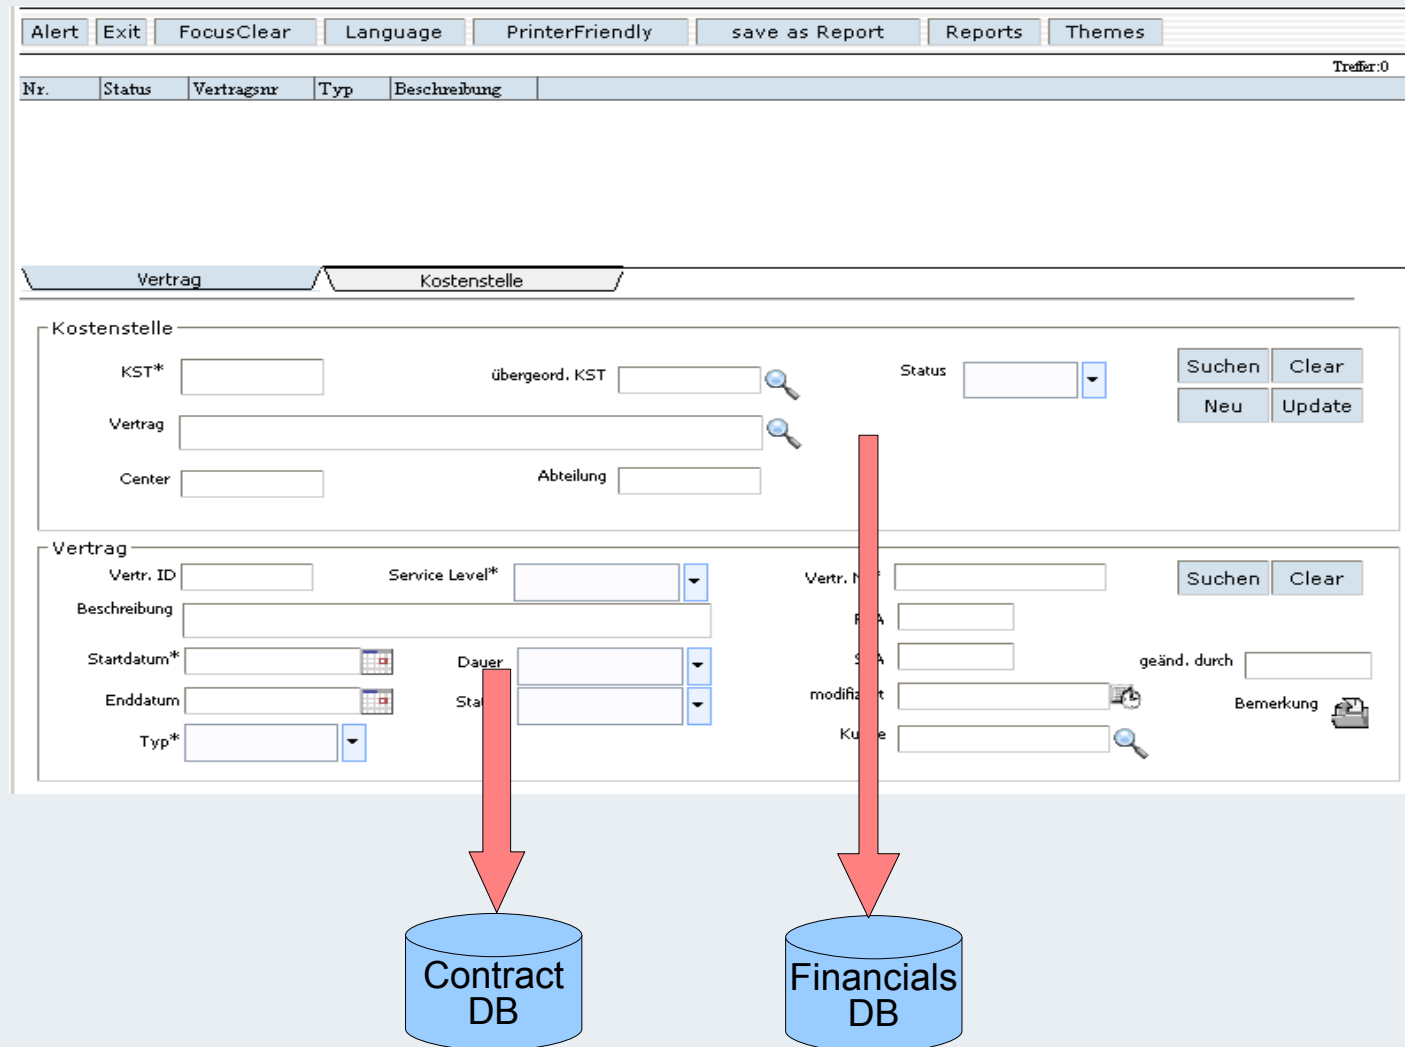 Alert Exit FocusClear Language PrinterFriendly save as Report Reports Themes
Treffer:0
Nr. Status Vertragsnr Typ Beschreibung
Vertrag Kostenstelle
Kostenstelle
KST* übergeord. KST Status Suchen Clear
Neu Update
Vertrag
Center Abteilung
Vertrag
Vertr. ID Service Level* Vertr. Suchen Clear
Beschreibung
Startdatum* Dauer geänd. durch
Enddatum Bemerkung
Typ*
Contract
DB
Financials
DB